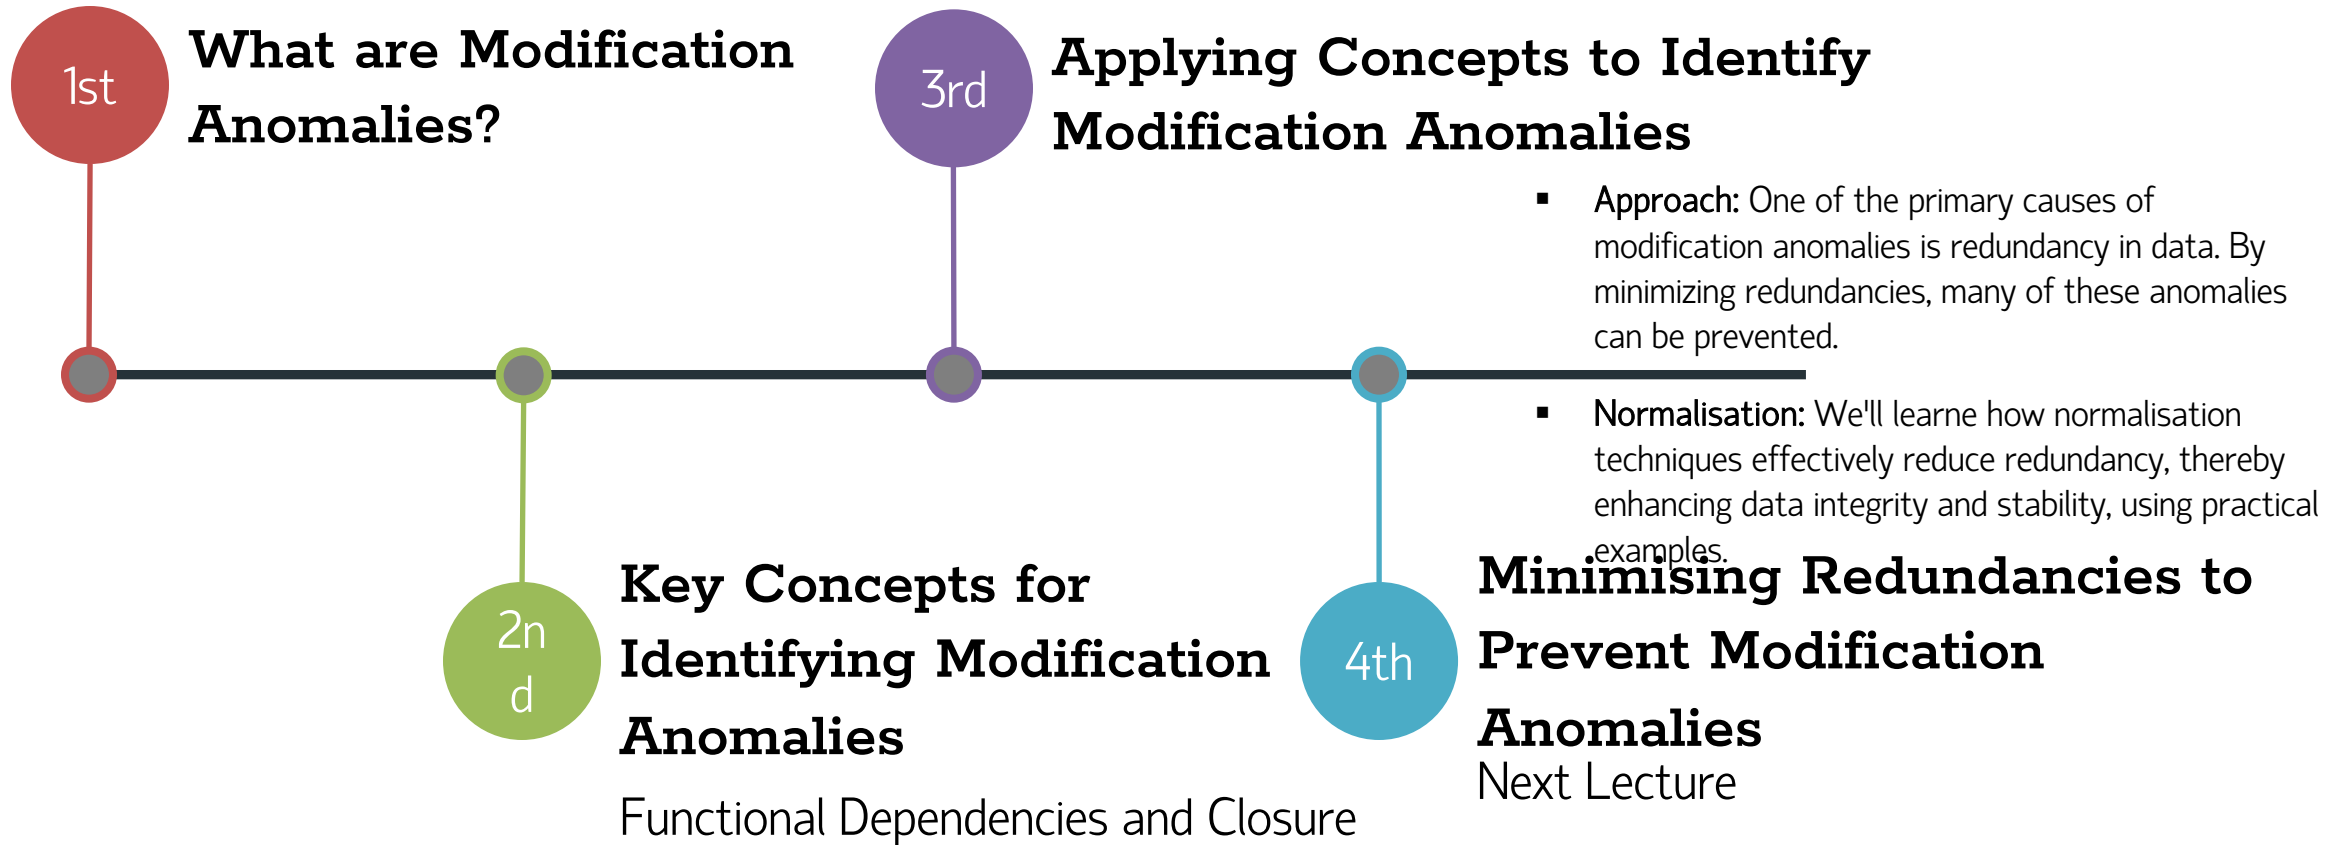 1st
What are Modification
Anomalies?
2n
d
Key Concepts for
Identifying Modification
Anomalies
Functional Dependencies and Closure
3rd
Applying Concepts to Identify
Modification Anomalies
▪ Approach: One of the primary causes of
modification anomalies is redundancy in data. By
minimizing redundancies, many of these anomalies
can be prevented.
▪ Normalisation: We'll learne how normalisation
techniques effectively reduce redundancy, thereby
enhancing data integrity and stability, using practical
examples.
4th
Minimising Redundancies to
Prevent Modification
Anomalies
Next Lecture